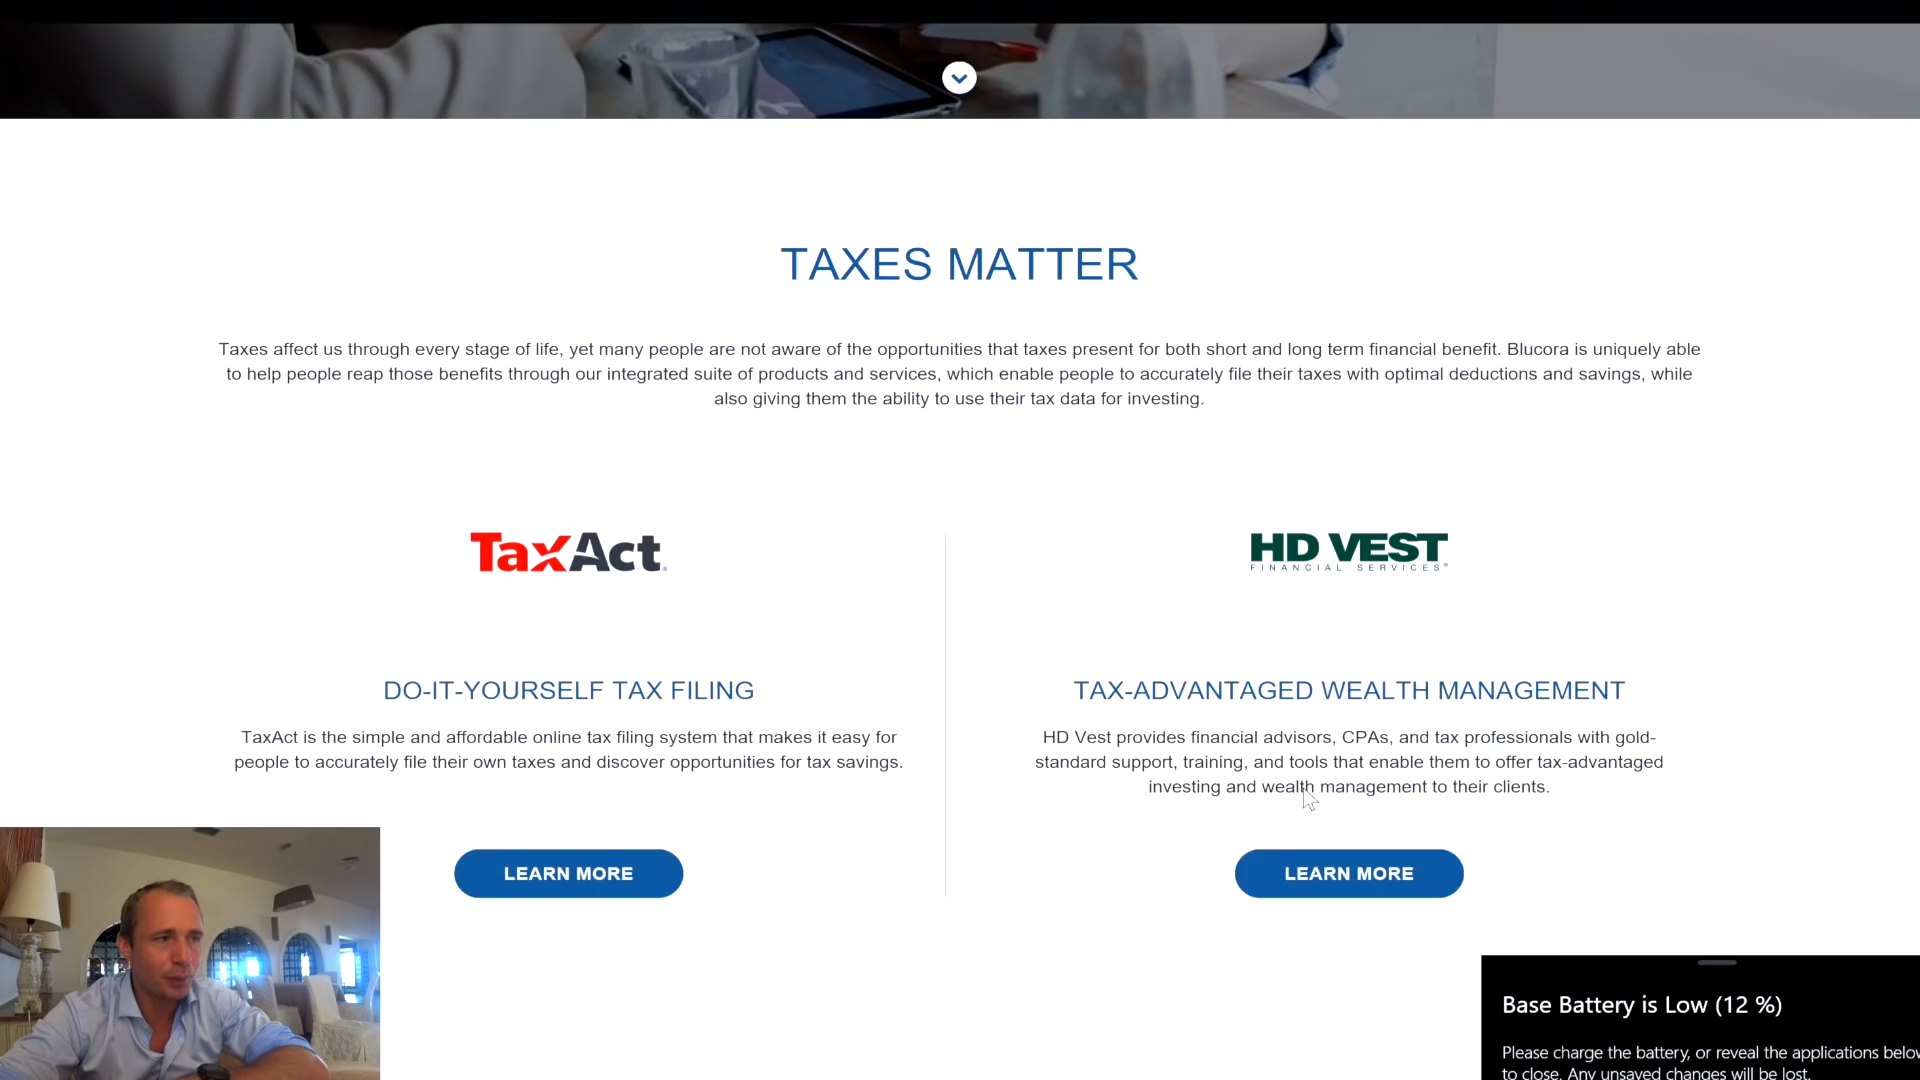 TAXES MATTER
Taxes affect us through every stage of life, yet many people are not aware of the opportunities that taxes present for both short and long term financial benefit. Blucora is uniquely able
to help people reap those benefits through our integrated suite of products and services, which enable people to accurately file their taxes with optimal deductions and savings, while
also giving them the ability to use their tax data for investing.
TaxAct®
DO-IT-YOURSELF TAX FILING
TaxAct is the simple and affordable online tax filing system that makes it easy for
people to accurately file their own taxes and discover opportunities for tax savings.
LEARN MORE
HD VEST
FINANCIAL SERVICES®
TAX-ADVANTAGED WEALTH MANAGEMENT
HD Vest provides financial advisors, CPAs, and tax professionals with gold-
standard support, training, and tools that enable them to offer tax-advantaged
investing and wealth management to their clients.
LEARN MORE
Base Battery is Low (12 %)
Please charge the battery, or reveal the applications below
to close. Any unsaved changes will be lost.